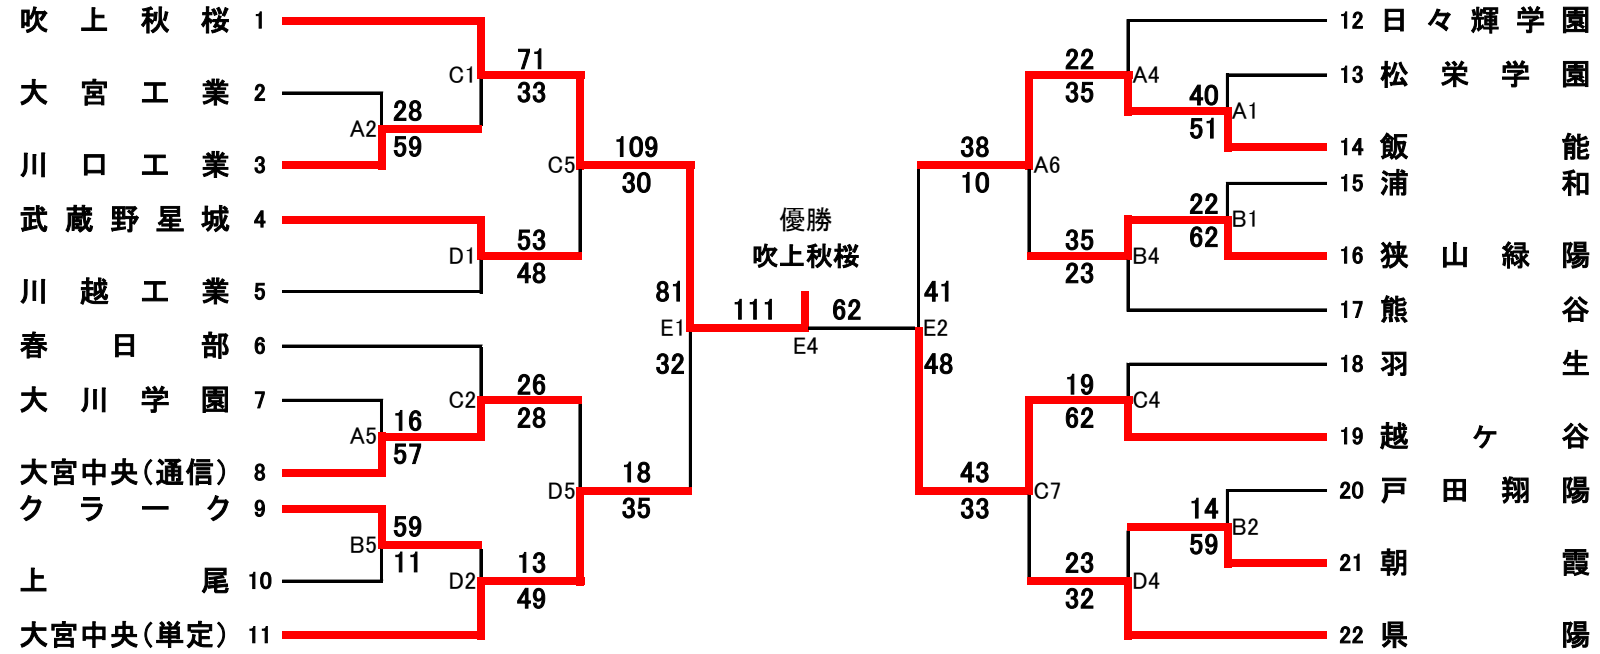 吹上秋桜 1
大宮工業 2
川口工業 3
武蔵野星城 4
川越工業 5
春日部 6
大川学園 7
大宮中央(通信) 8
クラーク 9
上尾 10
大宮中央(単定) 11
A2
28
59
A5
16
57
B5
59
11
C1
71
33
D1
53
48
C2
26
28
D2
13
49
C5
109
30
D5
18
35
E1
81
32
優勝
吹上秋桜
111
62
E4
E2
41
48
A6
38
10
C7
43
33
A4
22
35
B4
35
23
C4
19
62
D4
23
32
A1
40
51
B1
22
62
B2
14
59
12 日々輝学園
13 松栄学園
14 飯能
15 浦和
16 狭山緑陽
17 熊谷
18 羽生
19 越ケ谷
20 戸田翔陽
21 朝霞
22 県陽